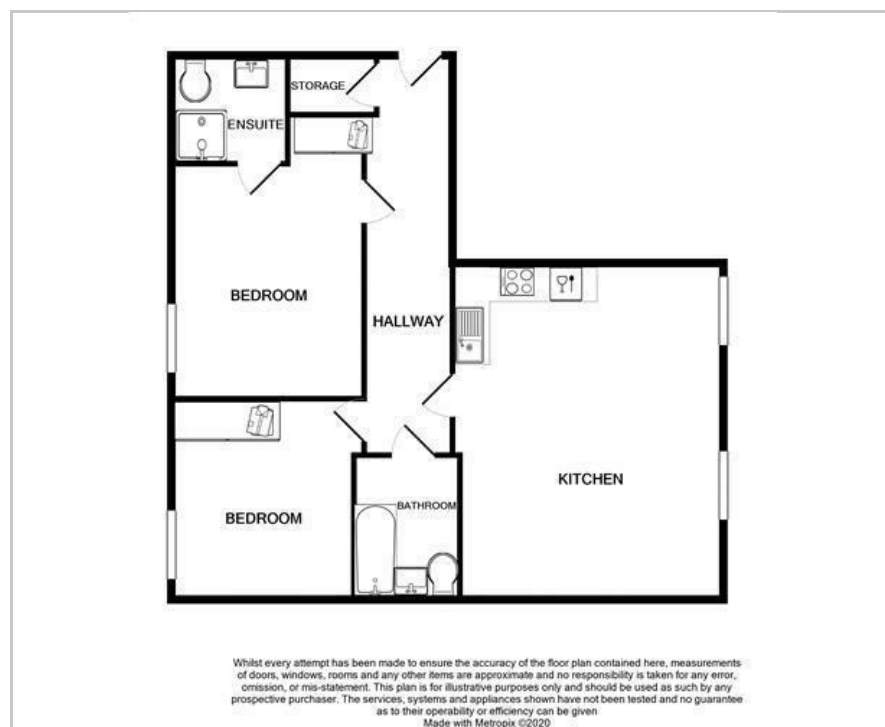 STORAGE
ENSUITE
BEDROOM
HALLWAY
KITCHEN
BATHROOM
BEDROOM
Whilst every attempt has been made to ensure the accuracy of the floor plan contained here, measurements
of doors, windows, rooms and any other items are approximate and no responsibility is taken for any error,
omission, or mis-statement. This plan is for illustrative purposes only and should be used as such by any
prospective purchaser. The services, systems and appliances shown have not been tested and no guarantee
as to their operability or efficiency can be given
Made with Metropix ©2020